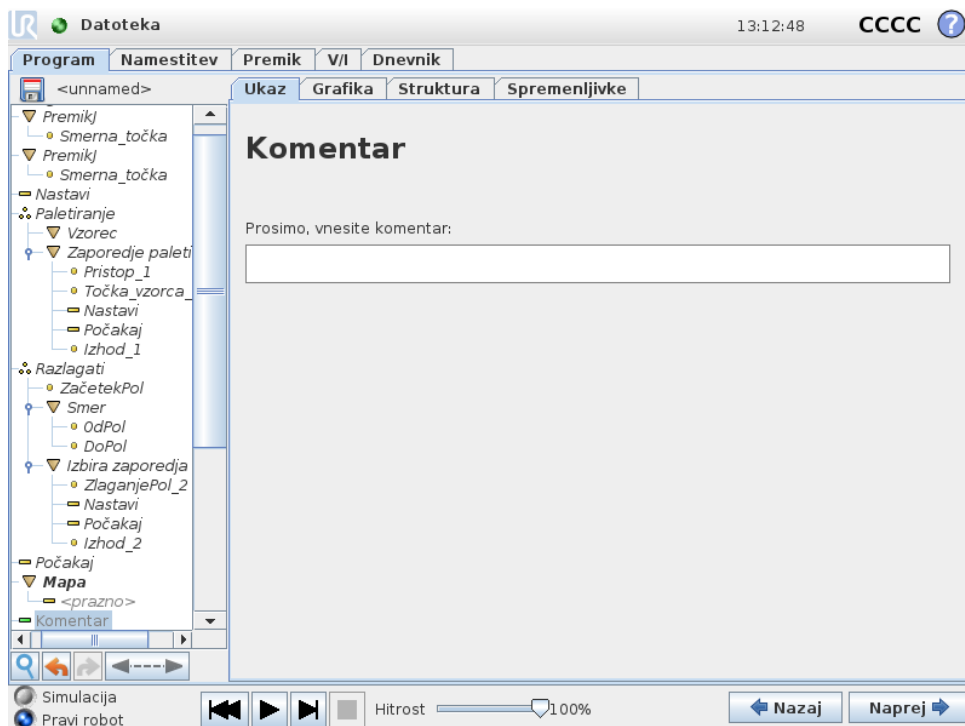 UR Datoteka 13:12:48 CCCC ?
Program Namestitev Premik V/I Dnevnik
<unnamed>
Ukaz Grafika Struktura Spremenljivke
PremikJ
Smerna_točka
PremikJ
Smerna_točka
Nastavi
Paletiranje
Vzorec
Zaporedje paleti
Pristop_1
Točka_vzorca_
Nastavi
Počakaj
Izhod_1
Razlagati
ZačetekPol
Smer
OdPol
DoPol
Izbira zaporedja
ZlaganjePol_2
Nastavi
Počakaj
Izhod_2
Počakaj
Mapa
<prazno>
Komentar
Komentar
Prosimo, vnesite komentar:
Simulacija
Pravi robot
Hitrost 100%
Nazaj Naprej